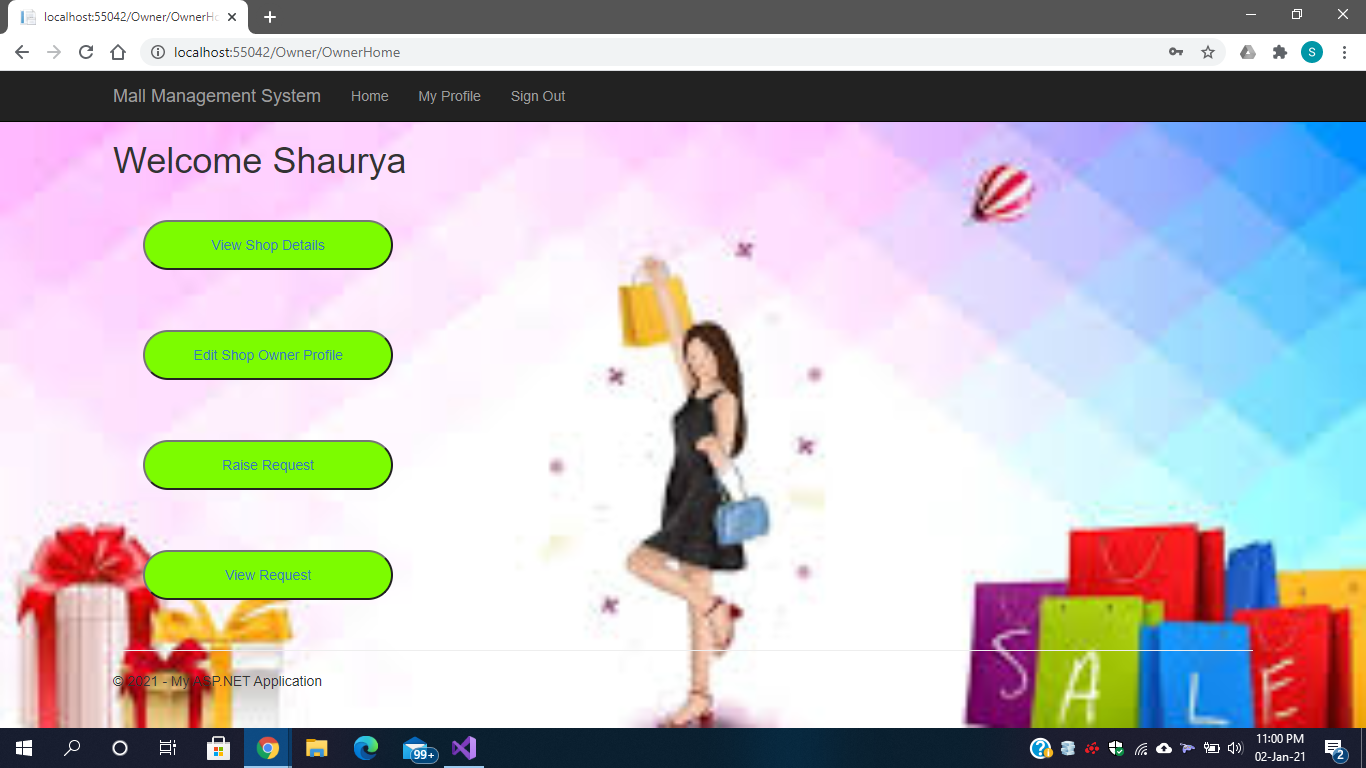 localhost:55042/Owner/OwnerHo
localhost:55042/Owner/OwnerHome
S
Mall Management System Home My Profile Sign Out
Welcome Shaurya
View Shop Details
Edit Shop Owner Profile
Raise Request
View Request
SALE
© 2021 - My ASP.NET Application
99+
11:00 PM
02-Jan-21
2